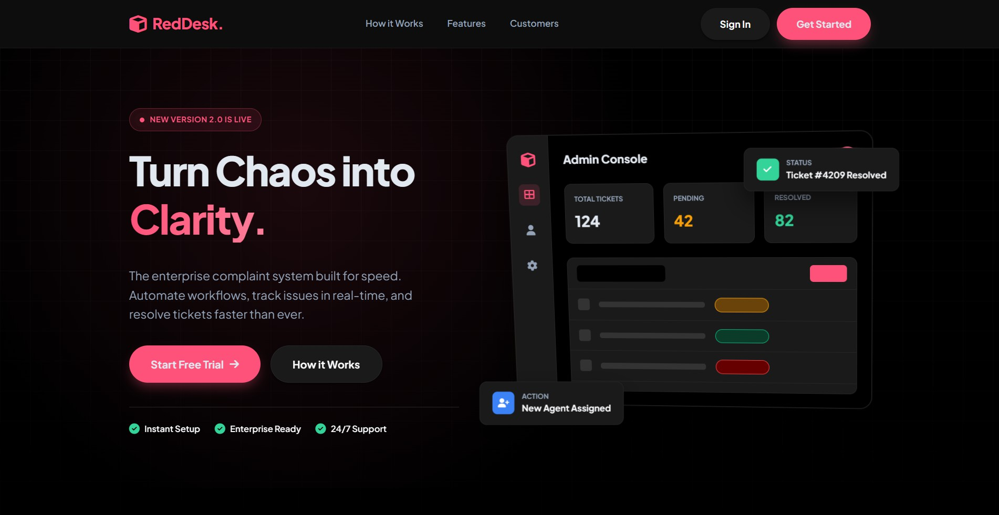 RedDesk.
How it Works
Features
Customers
Sign In
Get Started
NEW VERSION 2.0 IS LIVE
Turn Chaos into
Clarity.
The enterprise complaint system built for speed.
Automate workflows, track issues in real-time, and
resolve tickets faster than ever.
Start Free Trial
How it Works
Instant Setup
Enterprise Ready
24/7 Support
Admin Console
STATUS
Ticket #4209 Resolved
TOTAL TICKETS
124
PENDING
42
RESOLVED
82
ACTION
New Agent Assigned